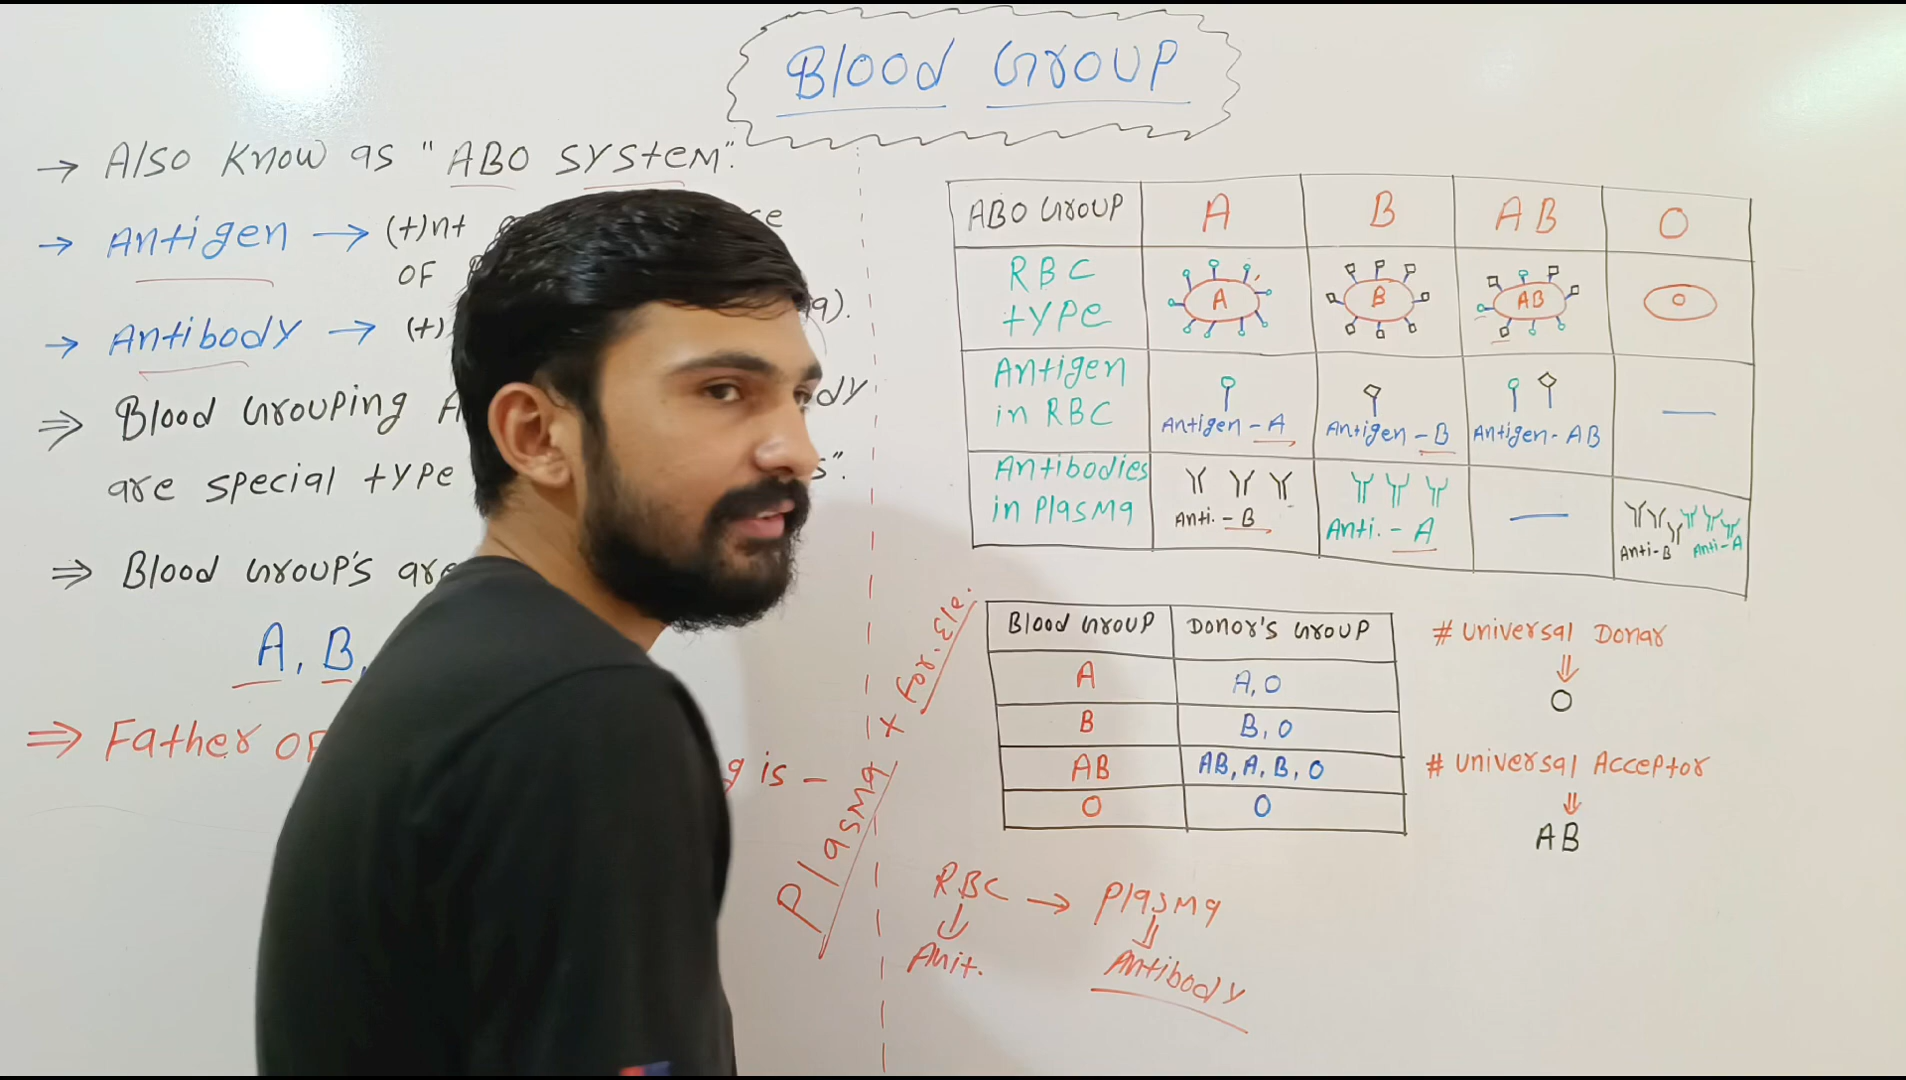 Blood Group
→ Also Know as "ABO system".
→ Antigen → (+)nt
OF
→ Antibody → (+)
⇒ Blood Grouping
are special type
⇒ Blood Group's are
A, B,
⇒ Father OF is -
Plasma x For. Ele.
ABO Group A B AB O
RBC type A B AB O
Antigen in RBC Antigen-A Antigen-B Antigen-AB —
Antibodies in Plasma Anti.-B Anti.-A — Anti-B Anti-A
Blood Group Donor's Group
A A, O
B B, O
AB AB, A, B, O
O O
# Universal Donar
⇓
O
# Universal Acceptor
⇓
AB
RBC → Plasma
Anit. Antibody